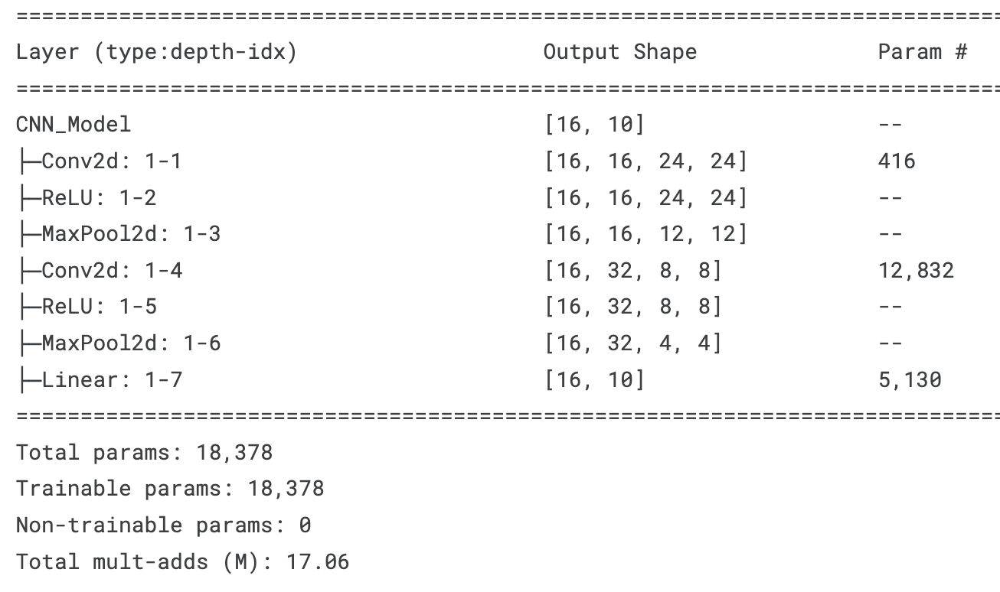 ==========================================================================================
Layer (type:depth-idx)                   Output Shape              Param #
==========================================================================================
CNN_Model                                [16, 10]                  --
├─Conv2d: 1-1                            [16, 16, 24, 24]          416
├─ReLU: 1-2                              [16, 16, 24, 24]          --
├─MaxPool2d: 1-3                         [16, 16, 12, 12]          --
├─Conv2d: 1-4                            [16, 32, 8, 8]            12,832
├─ReLU: 1-5                              [16, 32, 8, 8]            --
├─MaxPool2d: 1-6                         [16, 32, 4, 4]            --
├─Linear: 1-7                            [16, 10]                  5,130
==========================================================================================
Total params: 18,378
Trainable params: 18,378
Non-trainable params: 0
Total mult-adds (M): 17.06